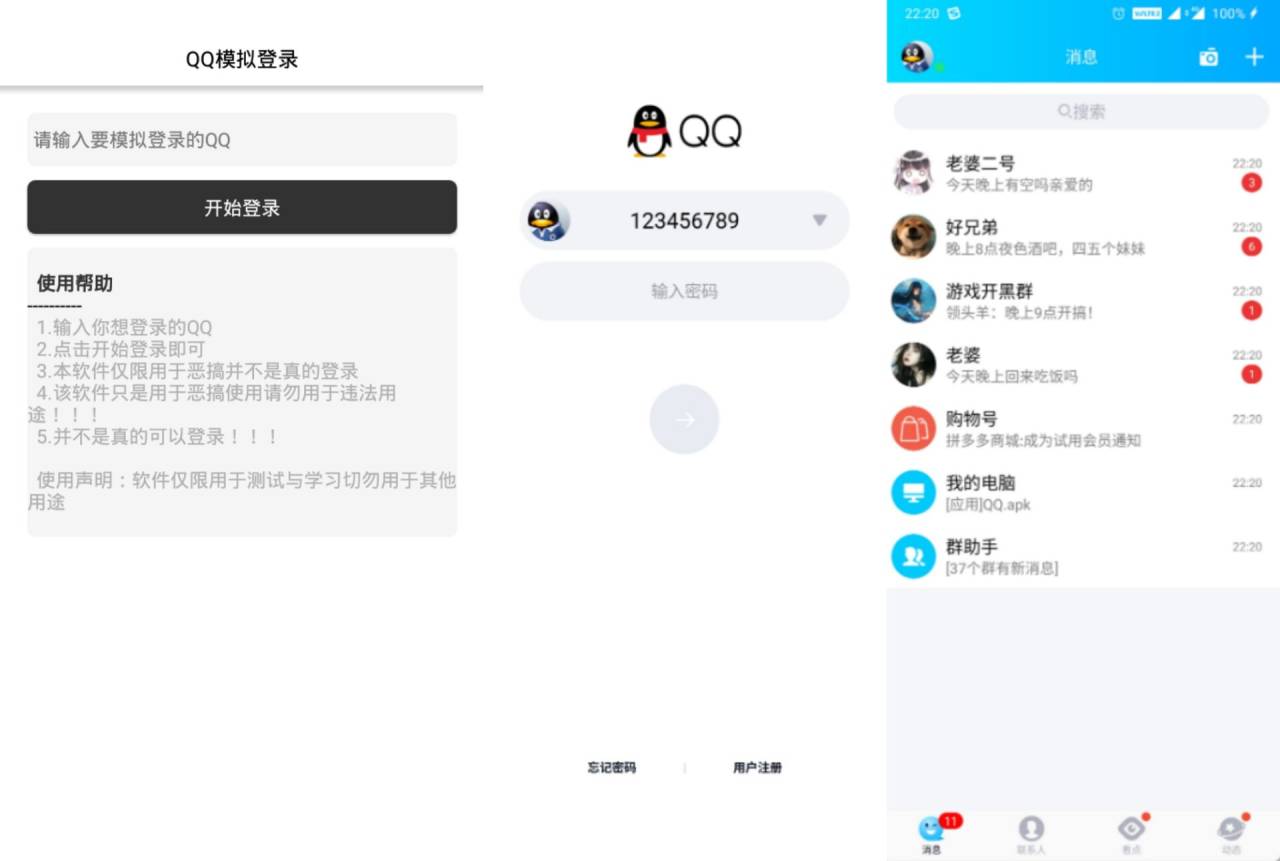 QQ模拟登录
请输入要模拟登录的QQ
开始登录
使用帮助
----------
1.输入你想登录的QQ
2.点击开始登录即可
3.本软件仅限用于恶搞并不是真的登录
4.该软件只是用于恶搞使用请勿用于违法用
途！！！
5.并不是真的可以登录！！！
使用声明：软件仅限用于测试与学习切勿用于其他
用途
QQ
123456789
输入密码
忘记密码
用户注册
22:20
100%
消息
搜索
老婆二号
22:20
今天晚上有空吗亲爱的
3
好兄弟
22:20
晚上8点夜色酒吧，四五个妹妹
6
游戏开黑群
22:20
领头羊：晚上9点开搞！
1
老婆
22:20
今天晚上回来吃饭吗
1
购物号
22:20
拼多多商城:成为试用会员通知
我的电脑
22:20
[应用]QQ.apk
群助手
22:20
[37个群有新消息]
11
消息
联系人
看点
动态